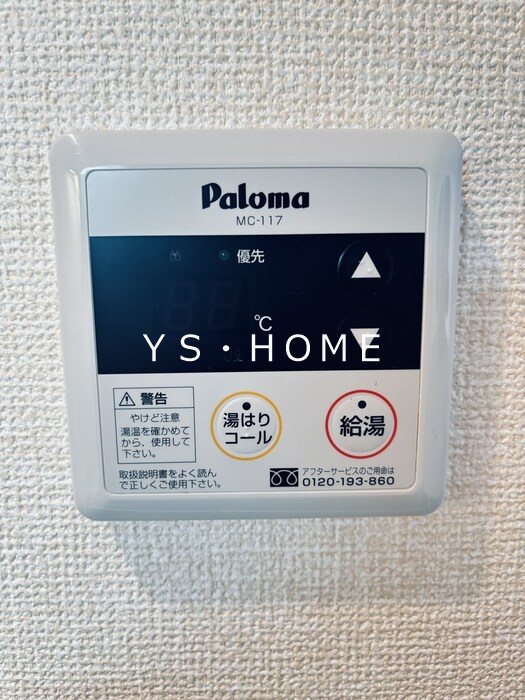 Paloma
MC-117
優先
℃
YS・HOME
警告
やけど注意
湯温を確かめて
から、使用して
下さい。
湯はり
コール
給湯
取扱説明書をよく読ん
で正しくご使用下さい。
アフターサービスのご用命は
0120-193-860